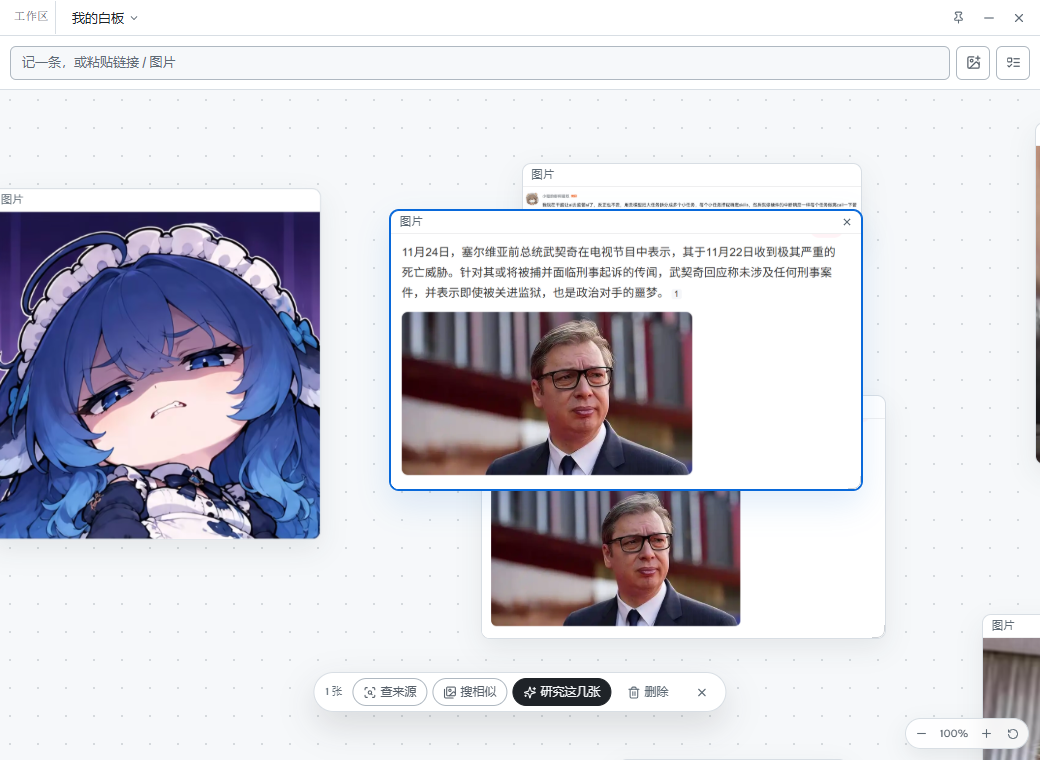 工作区
我的白板
记一条，或粘贴链接 / 图片
图片
图片
图片
11月24日，塞尔维亚前总统武契奇在电视节目中表示，其于11月22日收到极其严重的
死亡威胁。针对其或将被捕并面临刑事起诉的传闻，武契奇回应称未涉及任何刑事案
件，并表示即使被关进监狱，也是政治对手的噩梦。 1
图片
1 张
查来源
搜相似
研究这几张
删除
100%